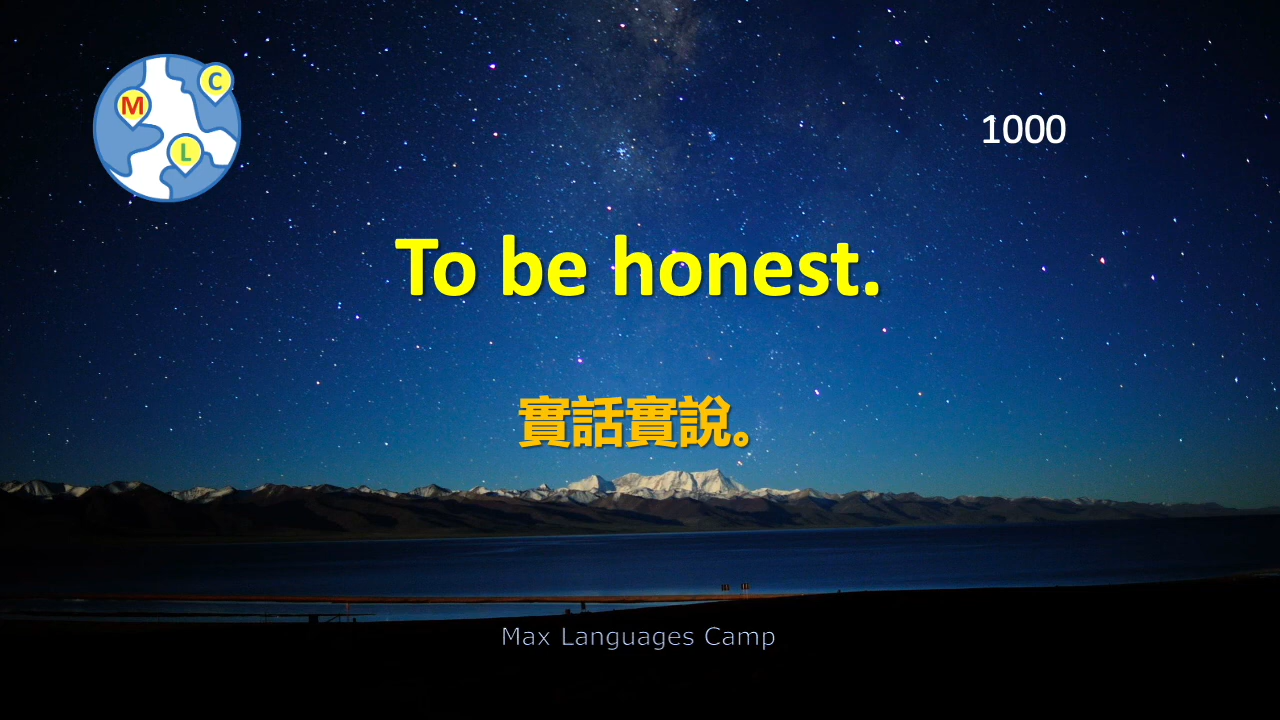 M
C
L
1000
To be honest.
實話實說。
Max Languages Camp